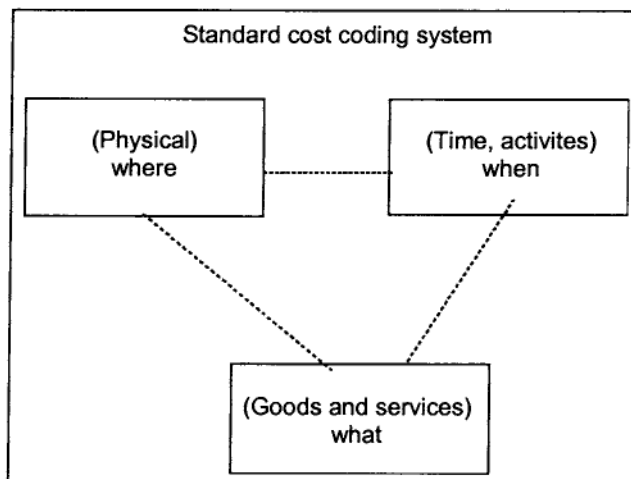 Standard cost coding system
(Physical)
where
(Time, activites)
when
(Goods and services)
what